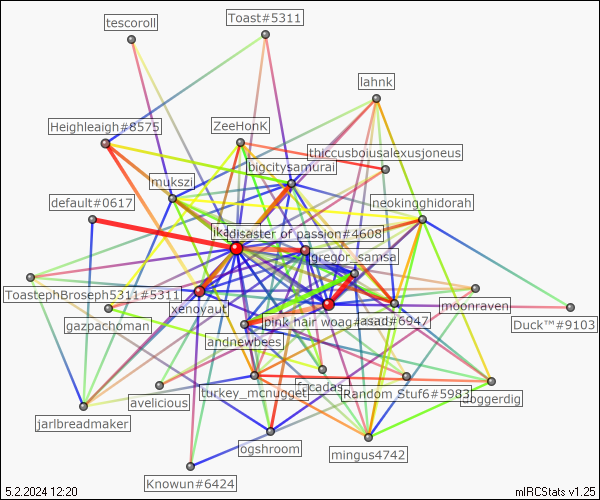 Toast#5311
tescoroll
lahnk
Heighleaigh#8575
ZeeHonK
thiccusboiusalexusjoneus
bigcitysamurai
mukszi
default#0617
neokingghidorah
disaster of passion#4608
gregor_samsa
ToastephBroseph5311#5311
xenoyaut
moonraven
gazpachoman
pink hair woag
asad#6947
Duck™#9103
andnewbees
turkey_mcnugget
Random Stuf6#5983
doggerdig
avelicious
jarlbreadmaker
ogshroom
mingus4742
Knowun#6424
5.2.2024 12:20
mIRCStats v1.25